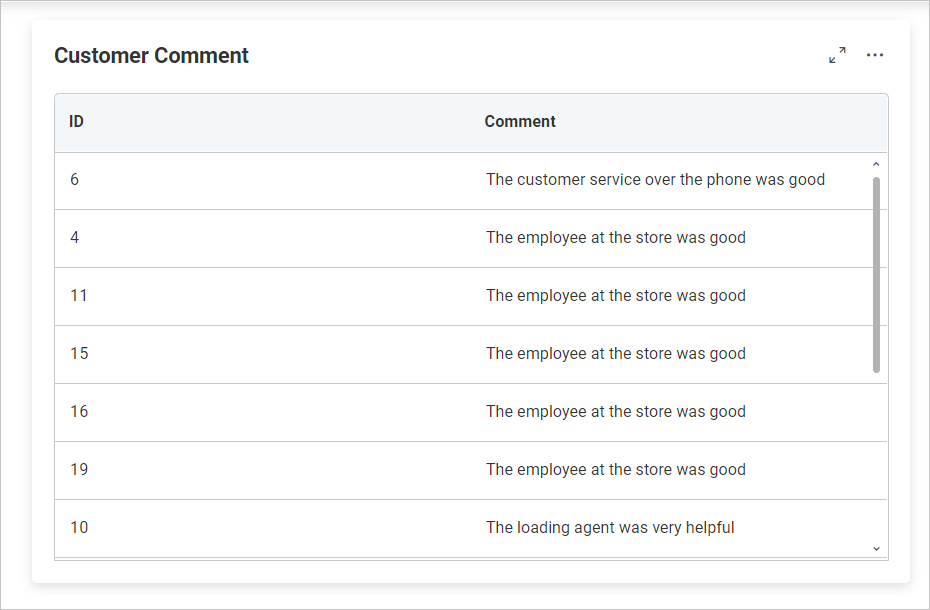 Customer Comment
ID Comment
6 The customer service over the phone was good
4 The employee at the store was good
11 The employee at the store was good
15 The employee at the store was good
16 The employee at the store was good
19 The employee at the store was good
10 The loading agent was very helpful